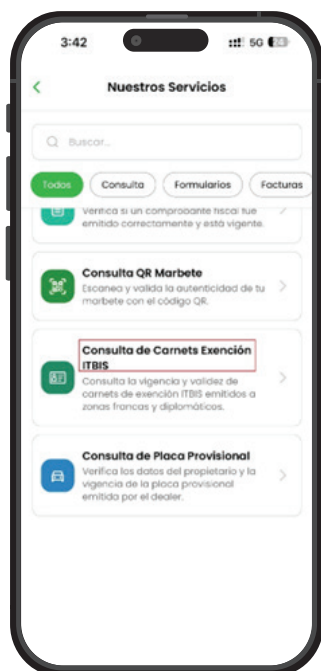 3:42
5G 24
Nuestros Servicios
Buscar...
Todos Consulta Formularios Facturas
Verifica si un comprobante fiscal fue
emitido correctamente y está vigente.
Consulta QR Marbete
Escanea y valida la autenticidad de tu
marbete con el código QR.
Consulta de Carnets Exención
ITBIS
Consulta la vigencia y validez de
carnets de exención ITBIS emitidos a
zonas francas y diplomáticos.
Consulta de Placa Provisional
Verifica los datos del propietario y la
vigencia de la placa provisional
emitida por el dealer.